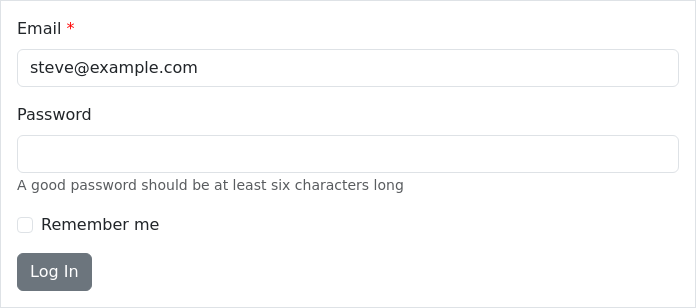 Email *
steve@example.com
Password
A good password should be at least six characters long
Remember me
Log In